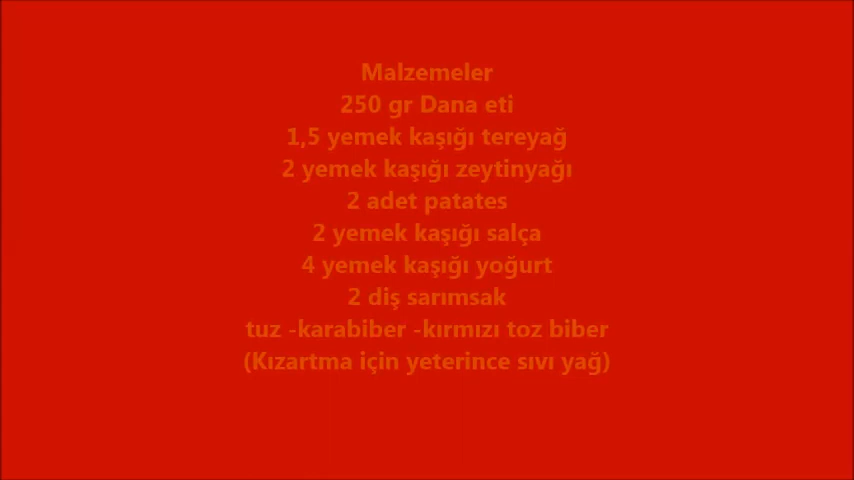 Malzemeler
250 gr Dana eti
1,5 yemek kaşığı tereyağ
2 yemek kaşığı zeytinyağı
2 adet patates
2 yemek kaşığı salça
4 yemek kaşığı yoğurt
2 diş sarımsak
tuz -karabiber -kırmızı toz biber
(Kızartma için yeterince sıvı yağ)